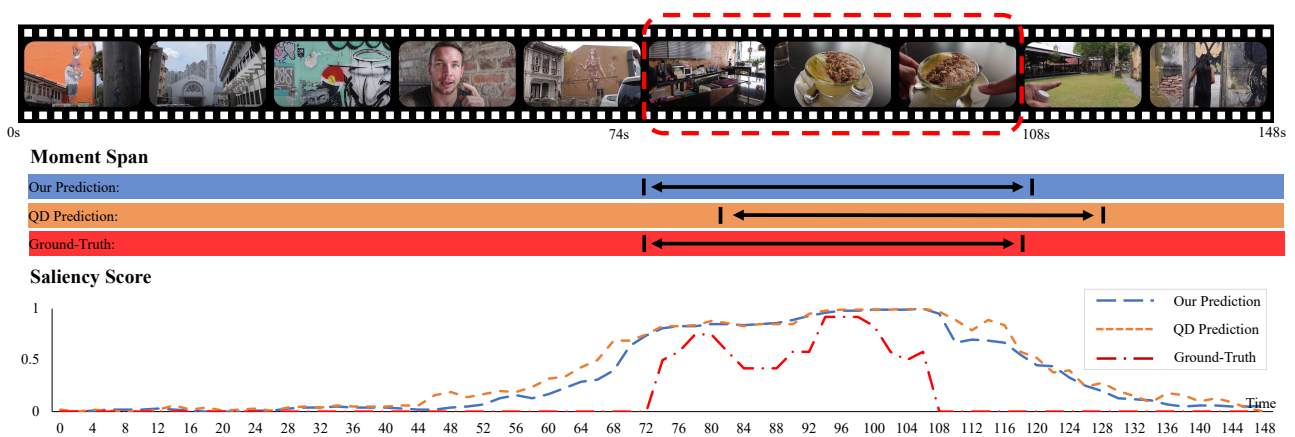 0s 74s 108s 148s
Moment Span
Our Prediction:
QD Prediction:
Ground-Truth:
Saliency Score
1
0.5
0
Our Prediction
QD Prediction
Ground-Truth
Time
0 4 8 12 16 20 24 28 32 36 40 44 48 52 56 60 64 68 72 76 80 84 88 92 96 100 104 108 112 116 120 124 128 132 136 140 144 148